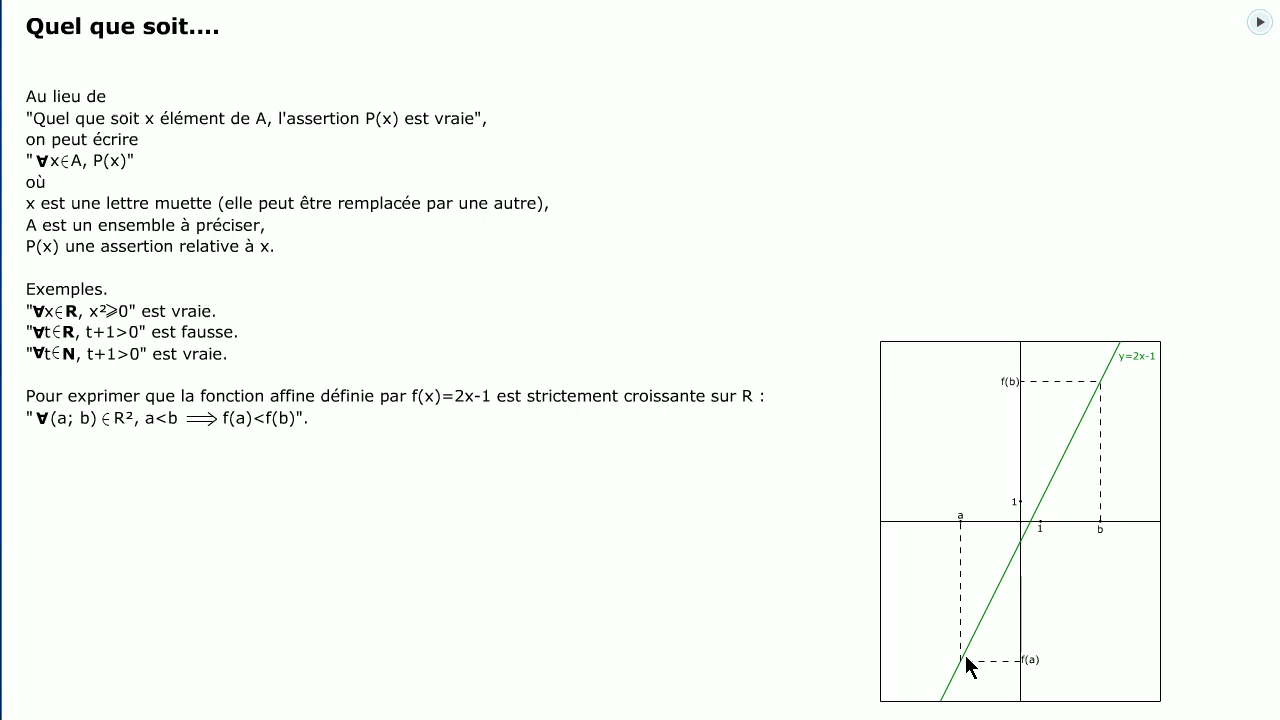 Quel que soit....
Au lieu de
"Quel que soit x élément de A, l'assertion P(x) est vraie",
on peut écrire
"∀x∈A, P(x)"
où
x est une lettre muette (elle peut être remplacée par une autre),
A est un ensemble à préciser,
P(x) une assertion relative à x.
Exemples.
"∀x∈R, x²⩾0" est vraie.
"∀t∈R, t+1>0" est fausse.
"∀t∈N, t+1>0" est vraie.
Pour exprimer que la fonction affine définie par f(x)=2x-1 est strictement croissante sur R :
"∀(a; b)∈R², a<b ⟹ f(a)<f(b)".
y=2x-1
f(b)
1
a
1
b
f(a)